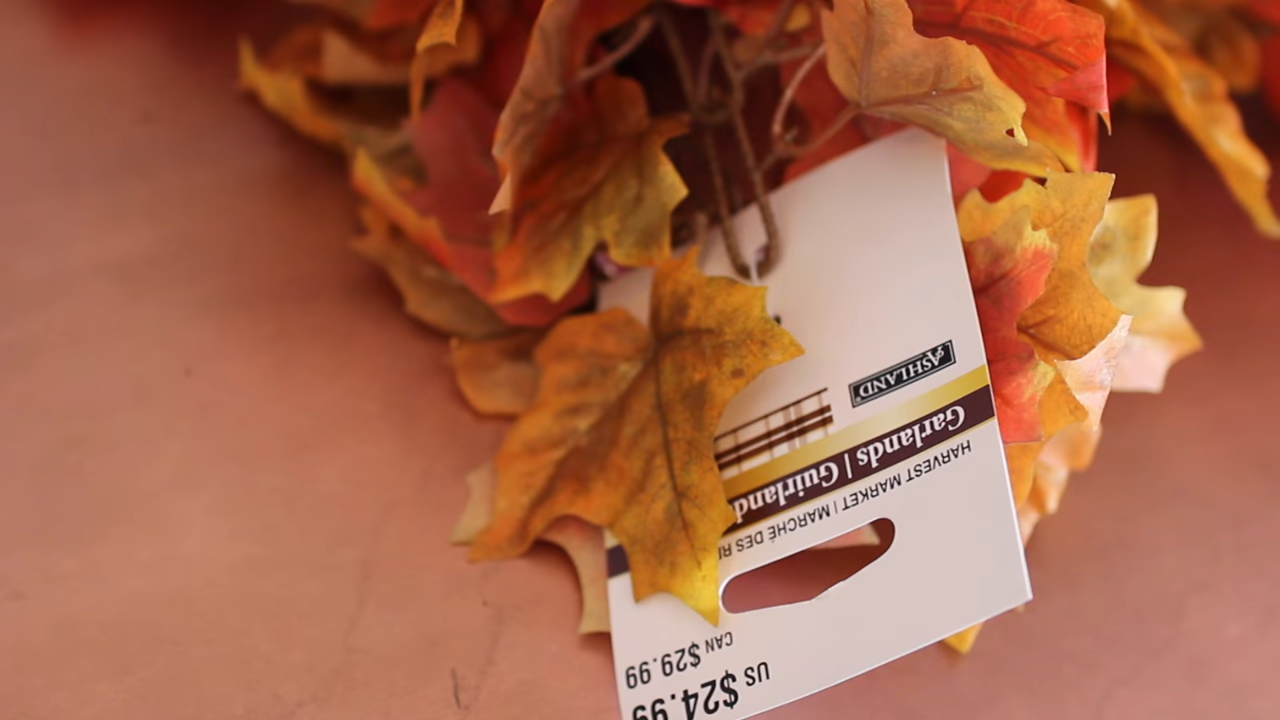 US $24.99
CAN $29.99
HARVEST MARKET | MARCHÉ DES
Garlands | Guirland
ASHLAND®